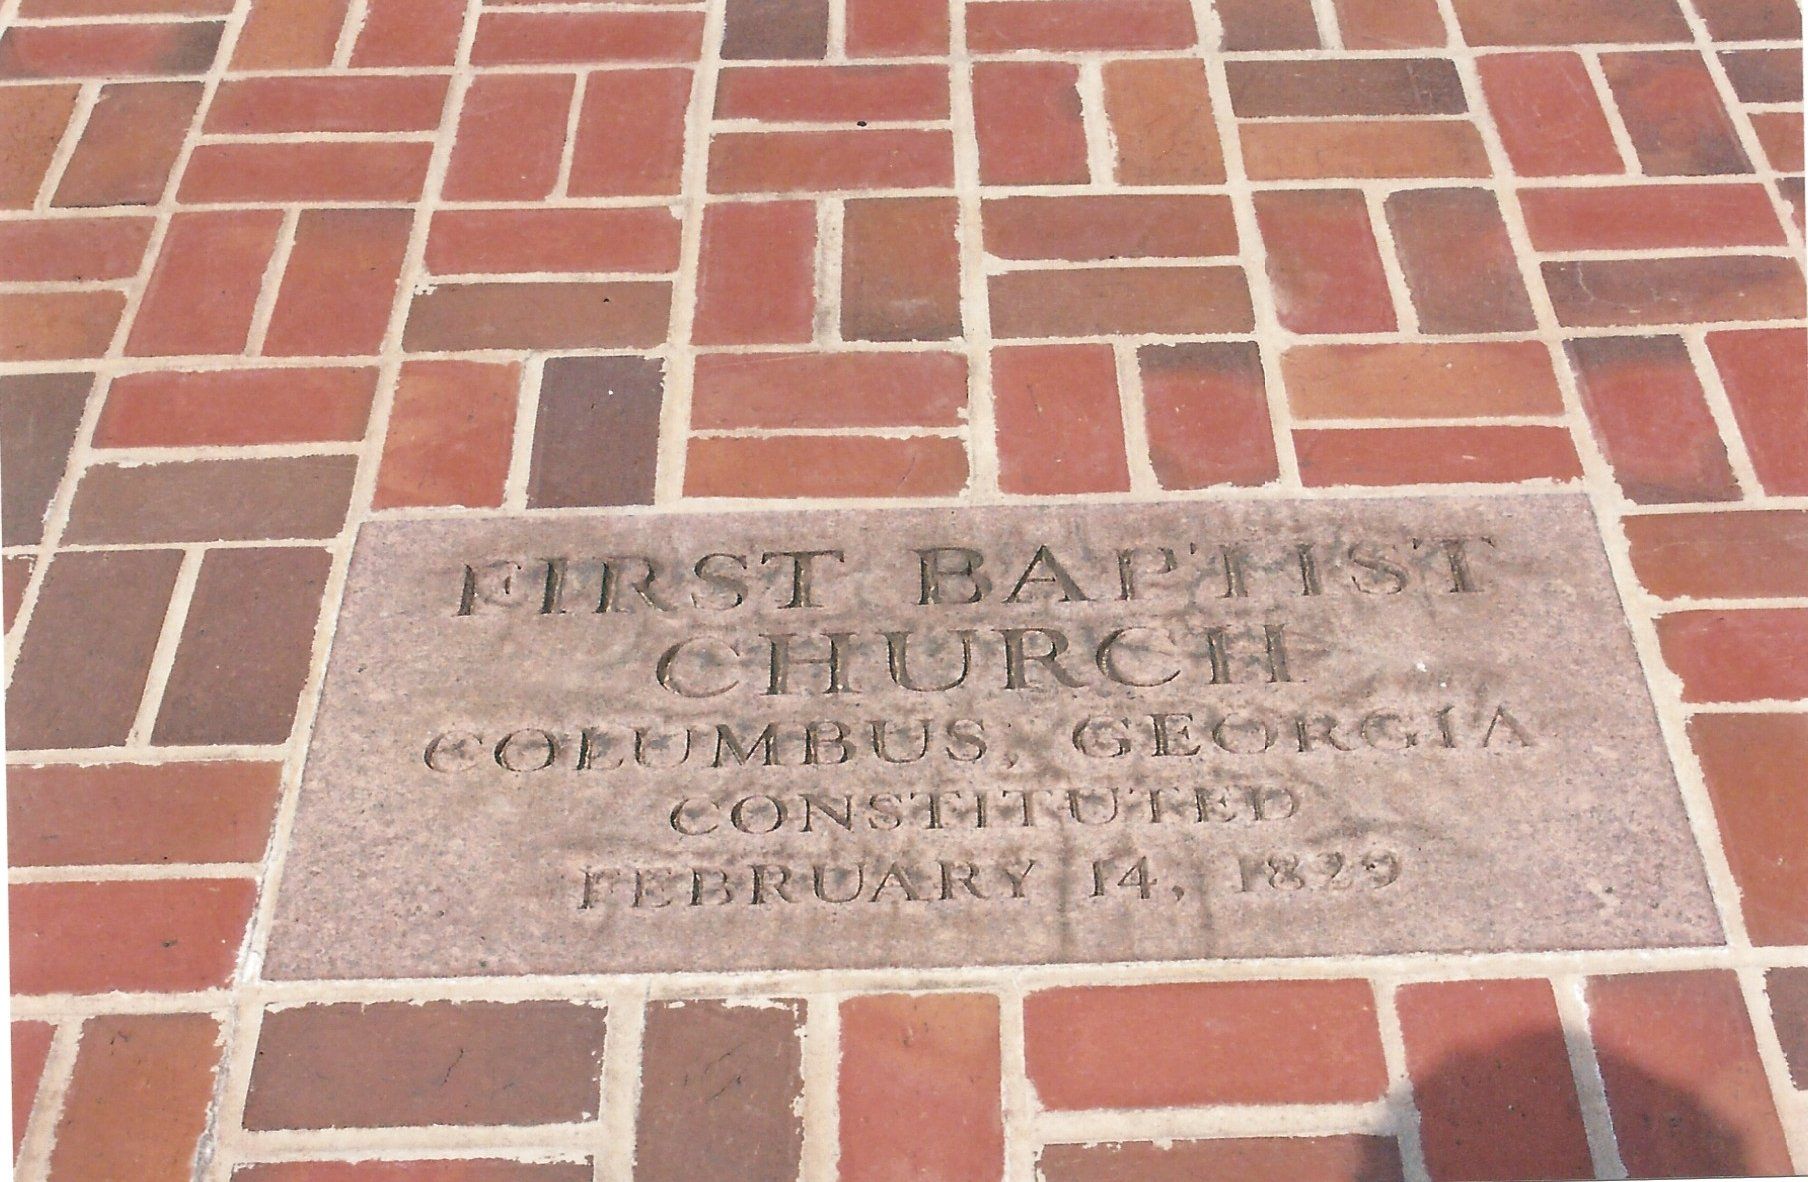 FIRST BAPTIST
CHURCH
COLUMBUS, GEORGIA
CONSTITUTED
FEBRUARY 14, 1829